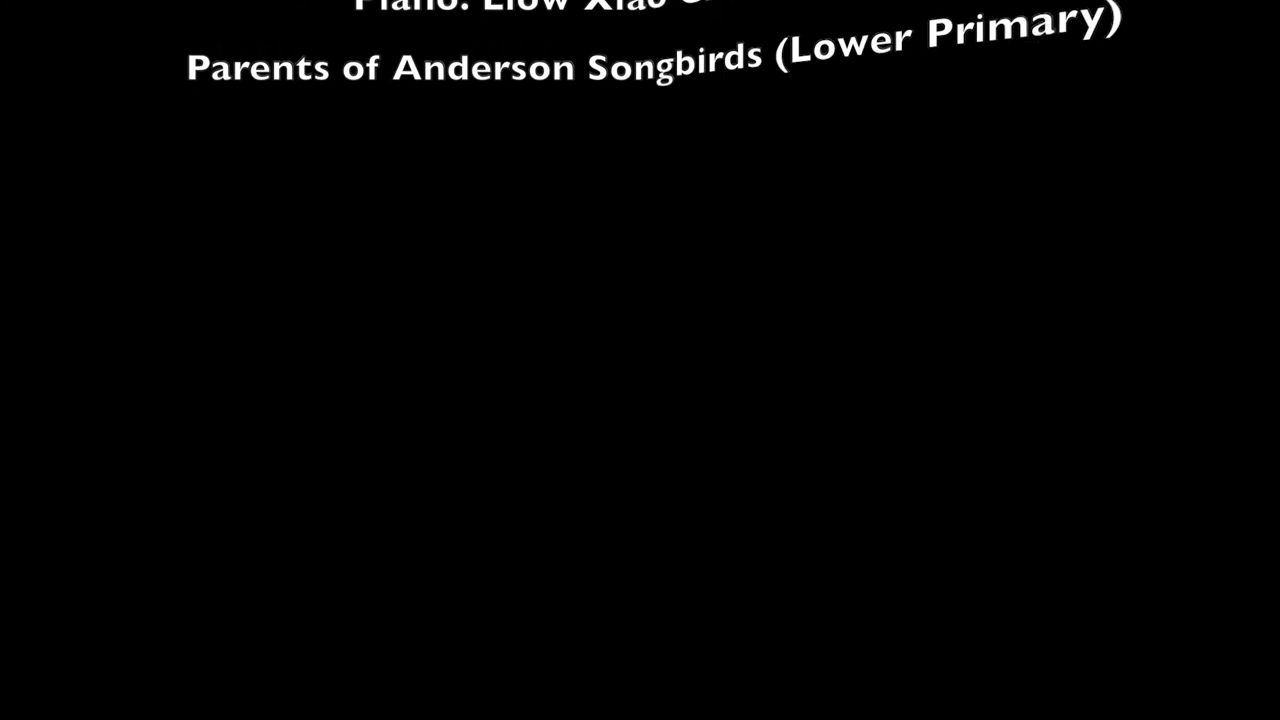 Piano: Liow Xiao
Parents of Anderson Songbirds (Lower Primary)